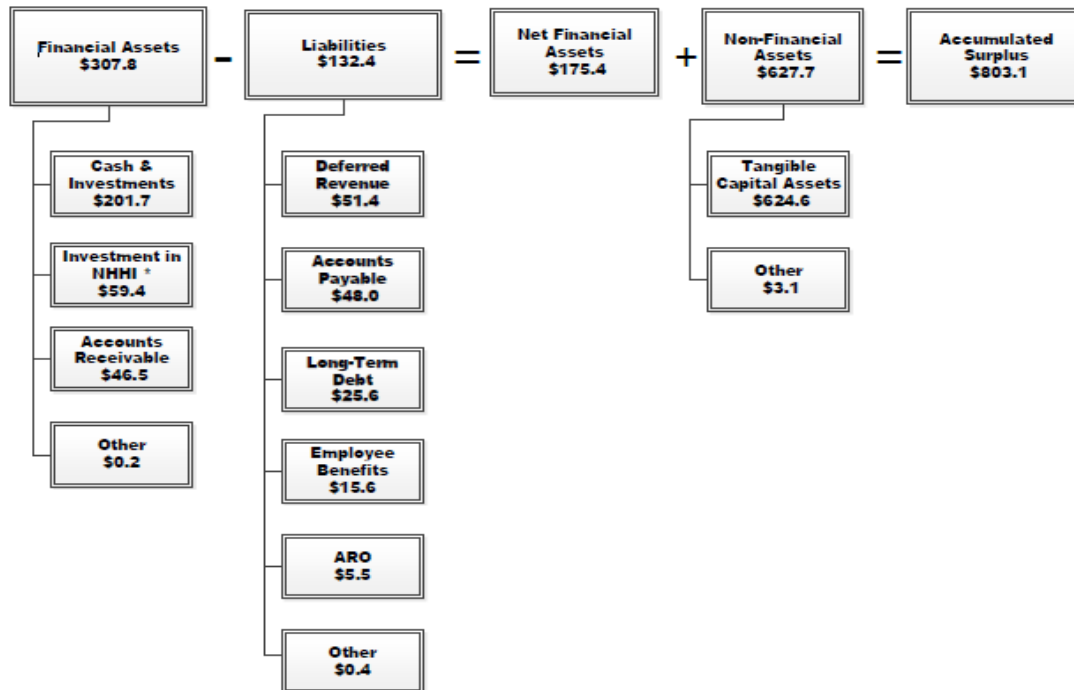 Financial Assets
$307.8
-
Liabilities
$132.4
=
Net Financial
Assets
$175.4
+
Non-Financial
Assets
$627.7
=
Accumulated
Surplus
$803.1
Cash &
Investments
$201.7
Investment in
NHHI *
$59.4
Accounts
Receivable
$46.5
Other
$0.2
Deferred
Revenue
$51.4
Accounts
Payable
$48.0
Long-Term
Debt
$25.6
Employee
Benefits
$15.6
ARO
$5.5
Other
$0.4
Tangible
Capital Assets
$624.6
Other
$3.1